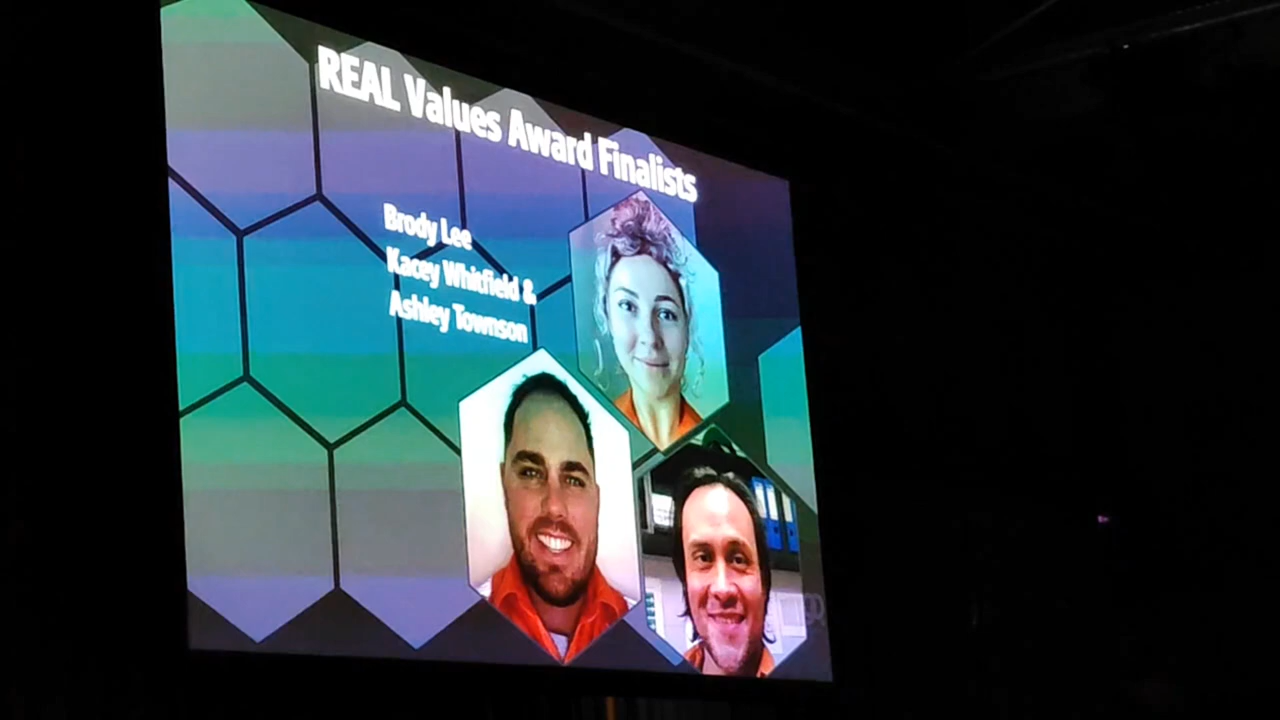 REAL Values Award Finalists
Brody Lee
Kacey Whitfield &
Ashley Townson